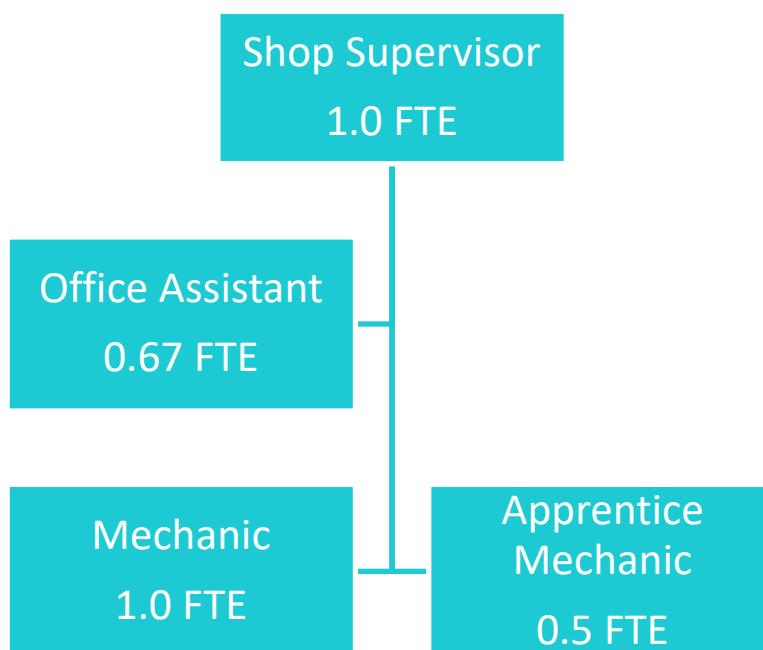 Shop Supervisor
1.0 FTE
Office Assistant
0.67 FTE
Mechanic
1.0 FTE
Apprentice
Mechanic
0.5 FTE